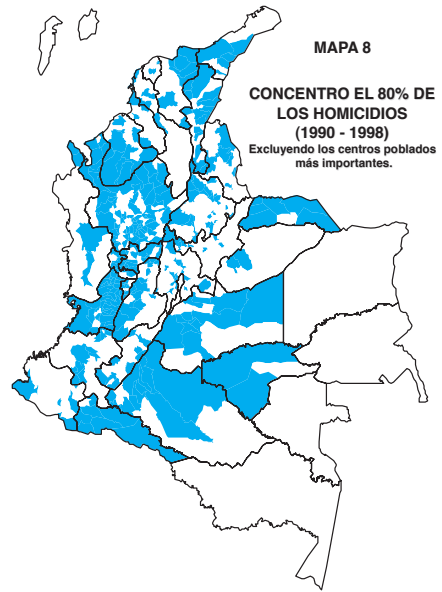 MAPA 8
CONCENTRO EL 80% DE
LOS HOMICIDIOS
(1990 - 1998)
Excluyendo los centros poblados
más importantes.